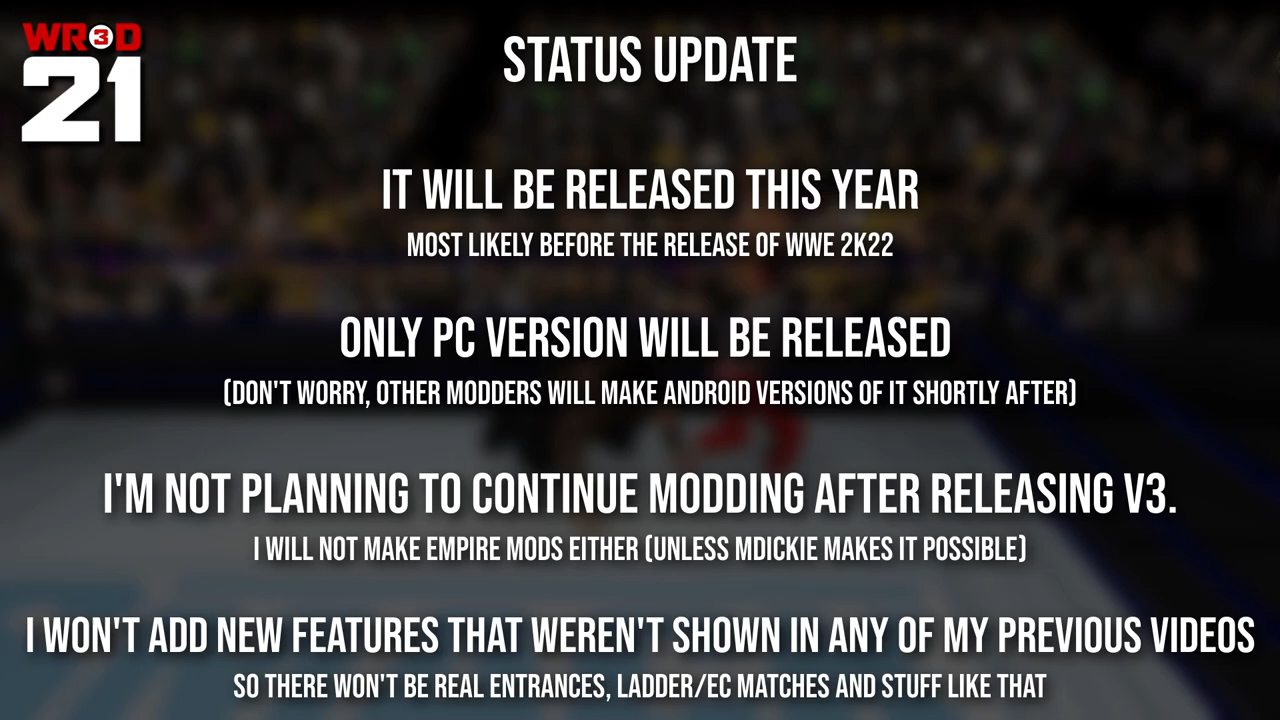 WR3D
21
STATUS UPDATE
IT WILL BE RELEASED THIS YEAR
MOST LIKELY BEFORE THE RELEASE OF WWE 2K22
ONLY PC VERSION WILL BE RELEASED
(DON'T WORRY, OTHER MODDERS WILL MAKE ANDROID VERSIONS OF IT SHORTLY AFTER)
I'M NOT PLANNING TO CONTINUE MODDING AFTER RELEASING V3.
I WILL NOT MAKE EMPIRE MODS EITHER (UNLESS MDICKIE MAKES IT POSSIBLE)
I WON'T ADD NEW FEATURES THAT WEREN'T SHOWN IN ANY OF MY PREVIOUS VIDEOS
SO THERE WON'T BE REAL ENTRANCES, LADDER/EC MATCHES AND STUFF LIKE THAT